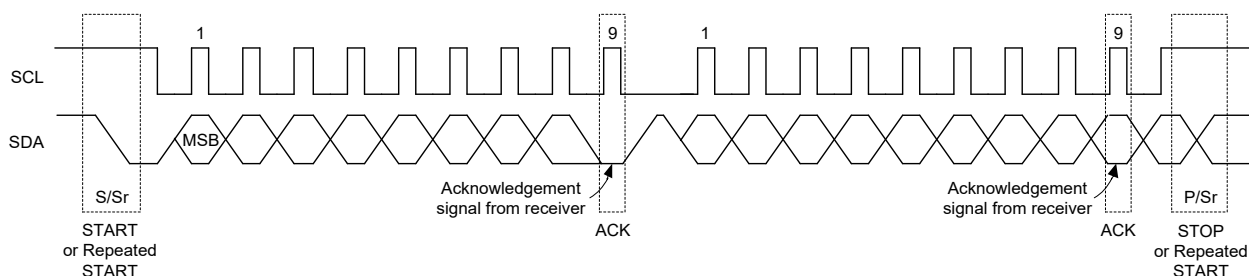 1
9
1
9
SCL
SDA
MSB
S/Sr
Acknowledgement
signal from receiver
Acknowledgement
signal from receiver
P/Sr
START
or Repeated
START
ACK
ACK
STOP
or Repeated
START